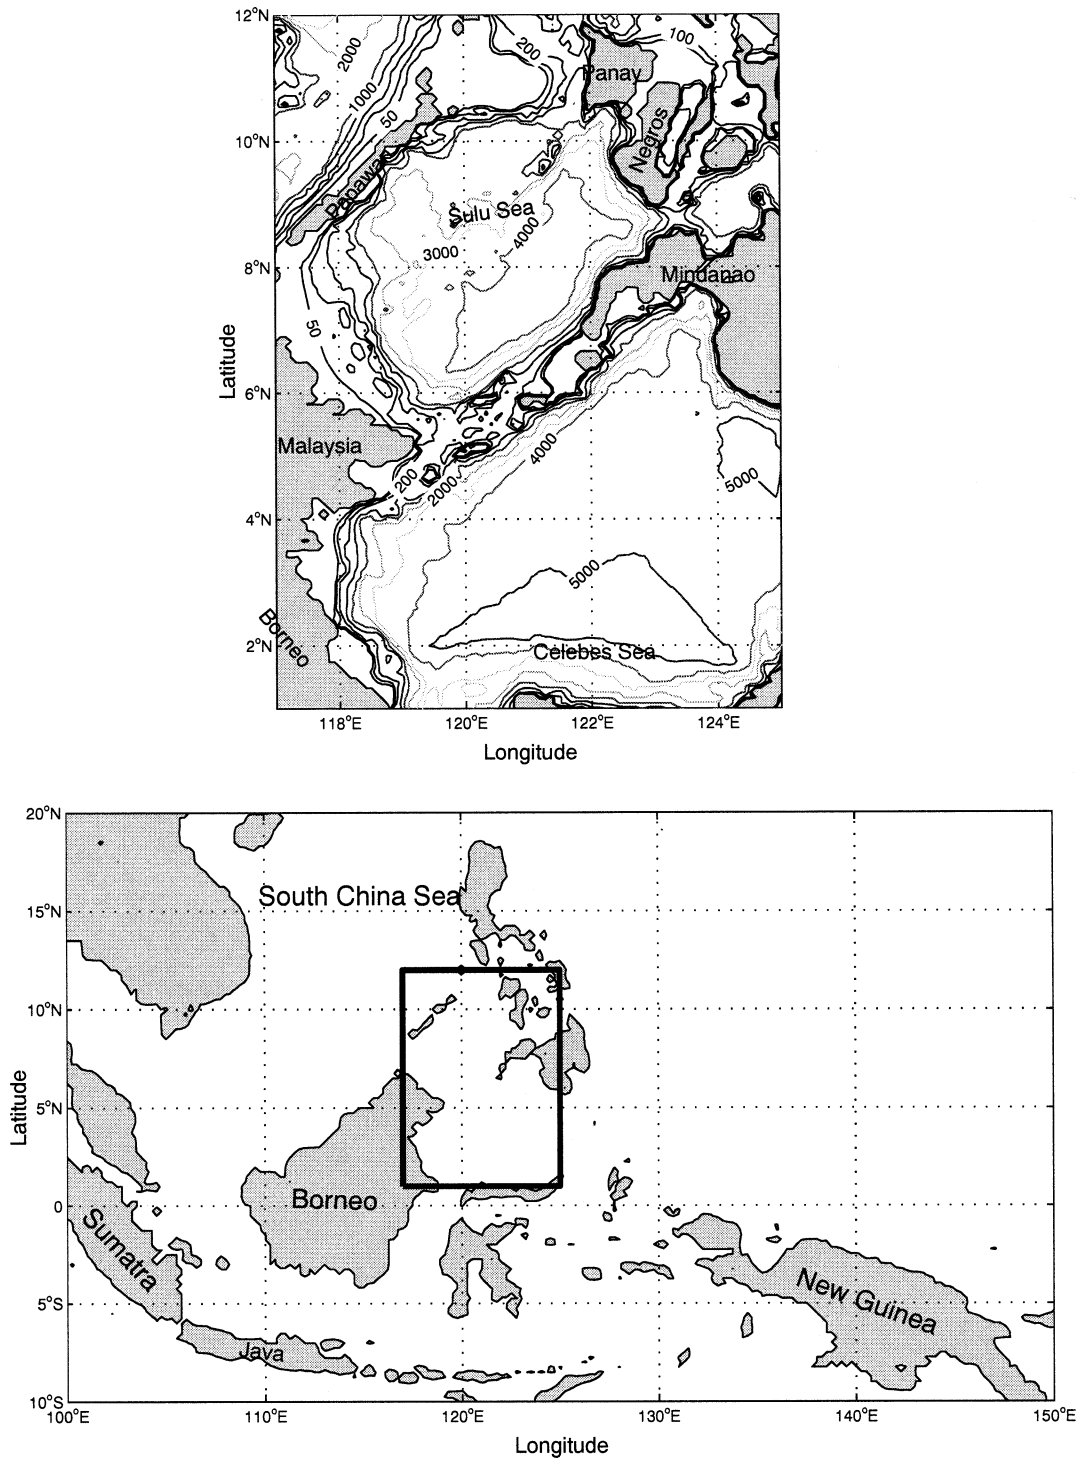 12°N
2000
200
100
Panay
1000
50
10°N
Negros
Palawan
Sulu Sea
4000
3000
8°N
Mindanao
50
Latitude
6°N
Malaysia
4000
200
2000
5000
4°N
5000
Borneo
2°N
Celebes Sea
118°E
120°E
122°E
124°E
Longitude
20°N
South China Sea
15°N
10°N
Latitude
5°N
Borneo
0
Sumatra
New Guinea
5°S
Java
10°S
100°E
110°E
120°E
130°E
140°E
150°E
Longitude